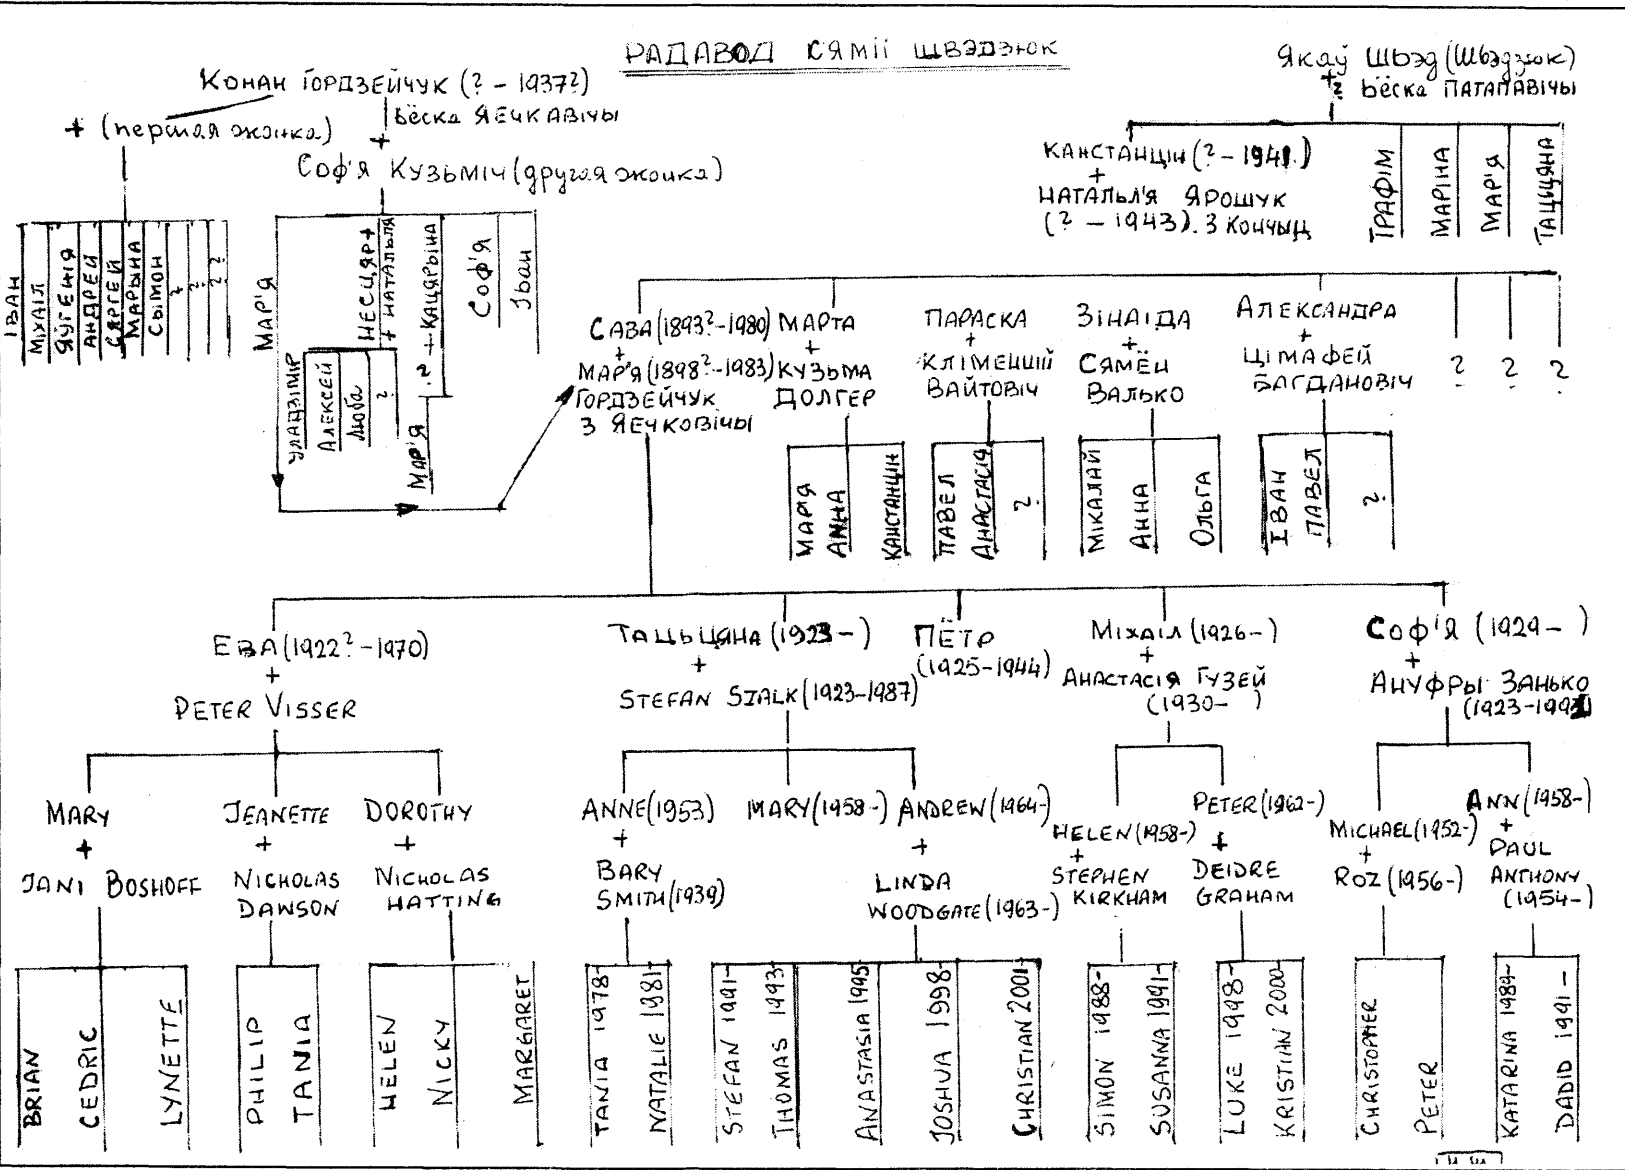 РАДАВОД СЯМІІ ШВЭДЗЮК
КОНАН ГОРДЗЕЙЧУК (? – 1937?)
вёска ЯЕЧКАВІЧЫ
+ (першая жонка)
+
СОФ'Я КУЗЬМІЧ (другая жонка)
ІВАН
МІХАІЛ
ЯЎГЕНІЯ
АНДРЕЙ
СЯРГЕЙ
МАРЫНА
СЫМОН
?
?
?
МАР'Я
НЕСЦЯР +
+ НАТАЛЬЯ
? + КАЦЯРЫНА
СОФ'Я
Іван
УЛАДЗІМІР
АЛЕКСЕЙ
Люба
?
МАР'Я
ЯКАЎ ШВЭД (Швэдзюк)
+
? вёска ПАТАПАВІЧЫ
КАНСТАНЦІН (? – 1941.)
+
НАТАЛЬЯ ЯРОШУК
(? – 1943). З КОНЧЫЦ
ТРАФІМ
МАРІНА
МАР'Я
ТАЦЦЯНА
САВА (1893? – 1980)
+
МАР'Я (1898? – 1983)
ГОРДЗЕЙЧУК
З ЯЕЧКОВІЧЫ
МАРТА
+
КУЗЬМА
ДОЛГЕР
ПАРАСКА
+
КЛІМЕНЦІЙ
ВАЙТОВІЧ
ЗІНАІДА
+
СЯМЁН
ВАЛЬКО
АЛЕКСАНДРА
+
ЦІМАФЕЙ
БАГДАНОВІЧ
?
?
?
МАР'Я
АННА
КАНСТАНЦІН
ПАВЕЛ
АНАСТАСІЯ
?
МІКАЛАЙ
АННА
ОЛЬГА
ІВАН
ПАВЕЛ
?
ЕВА (1922? – 1970)
+
PETER VISSER
ТАЦЬЦЯНА (1923 – )
+
STEFAN SZALK (1923–1987)
ПЁТР
(1925–1944)
МІХАІЛ (1926–)
+
АНАСТАСІЯ ГУЗЕЙ
(1930– )
СОФ'Я (1929 – )
+
АНУФРЫ ЗАНЬКО
(1923–1991)
MARY
+
JANI BOSHOFF
JEANETTE
+
NICHOLAS
DAWSON
DOROTHY
+
NICHOLAS
HATTING
ANNE (1953)
+
BARY
SMITH (1939)
MARY (1958–)
ANDREW (1964–)
+
LINDA
WOODGATE (1963–)
HELEN (1958–)
+
STEPHEN
KIRKHAM
PETER (1962–)
+
DEIDRE
GRAHAM
MICHAEL (1952–)
+
ROZ (1956–)
ANN (1958–)
+
PAUL
ANTHONY
(1954–)
BRIAN
CEDRIC
LYNETTE
PHILIP
TANIA
HELEN
NICKY
MARGARET
TANIA 1978–
NATALIE 1981–
STEFAN 1991–
THOMAS 1993–
ANASTASIA 1995–
JOSHUA 1998–
CHRISTIAN 2001–
SIMON 1988–
SUSANNA 1991–
LUKE 1998–
KRISTIAN 2000–
CHRISTOPHER
PETER
KATARINA 1989–
DADID 1991 –